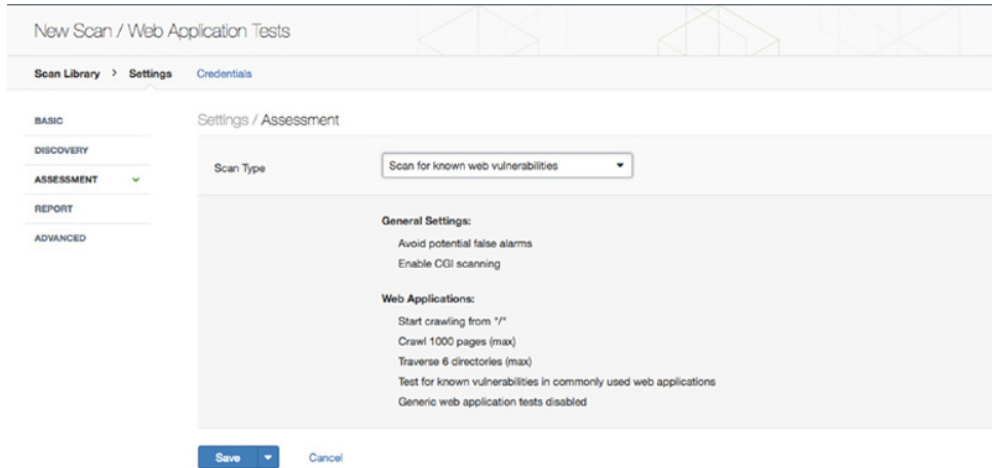 New Scan / Web Application Tests
Scan Library > Settings Credentials
BASIC
DISCOVERY
ASSESSMENT
REPORT
ADVANCED
Settings / Assessment
Scan Type Scan for known web vulnerabilities
General Settings:
Avoid potential false alarms
Enable CGI scanning
Web Applications:
Start crawling from "/"
Crawl 1000 pages (max)
Traverse 6 directories (max)
Test for known vulnerabilities in commonly used web applications
Generic web application tests disabled
Save Cancel